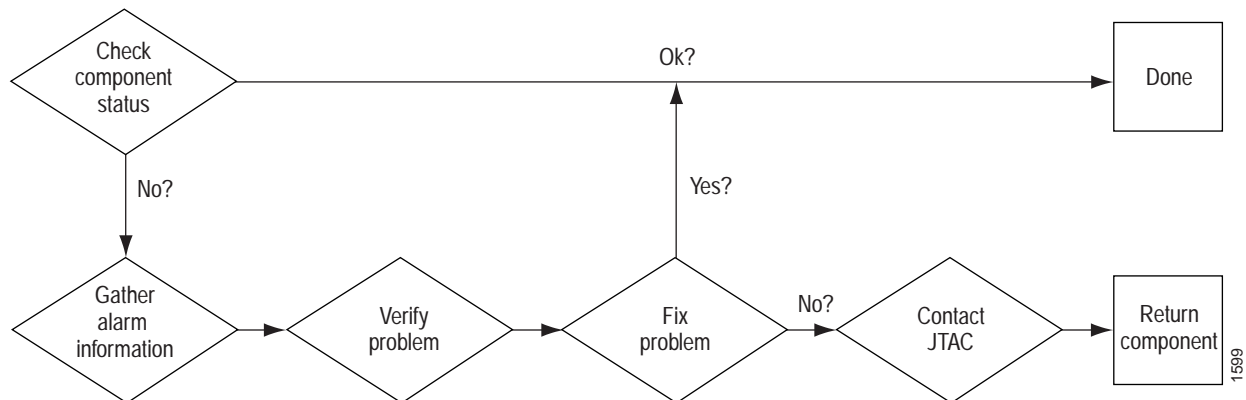 Check
component
status
Ok?
Done
No?
Yes?
Gather
alarm
information
Verify
problem
Fix
problem
No?
Contact
JTAC
Return
component
1599